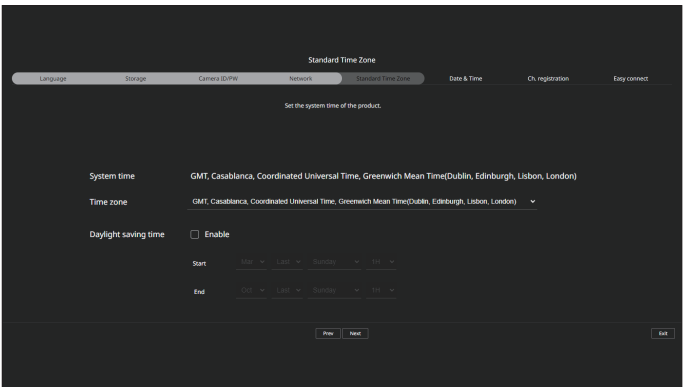 Standard Time Zone
Language Storage Camera ID/PW Network Standard Time Zone Date & Time Ch. registration Easy connect
Set the system time of the product.
System time GMT, Casablanca, Coordinated Universal Time, Greenwich Mean Time(Dublin, Edinburgh, Lisbon, London)
Time zone GMT, Casablanca, Coordinated Universal Time, Greenwich Mean Time(Dublin, Edinburgh, Lisbon, London)
Daylight saving time Enable
Start Mar Last Sunday 1H
End Oct Last Sunday 1H
Prev Next Exit